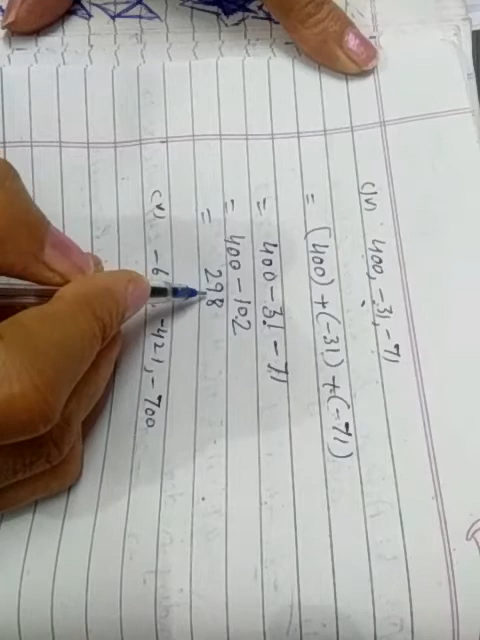 (iv) 400, -31, -71
= (400) + (-31) + (-71)
= 400 - 31 - 71
= 400 - 102
= 298
(v) -6 -421, -700